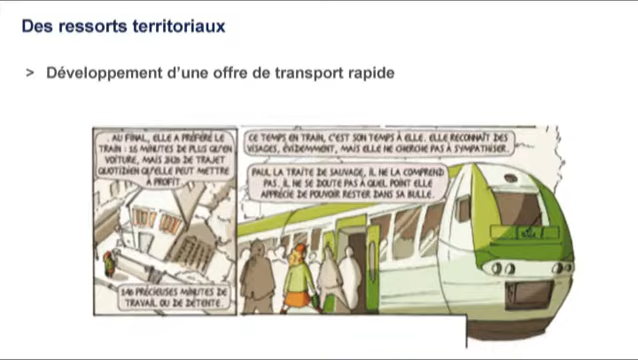 Des ressorts territoriaux
> Développement d'une offre de transport rapide
AU FINAL, ELLE A PRÉFÉRÉ LE
TRAIN : 15 MINUTES DE PLUS QU'EN
VOITURE, MAIS DE TRAJET
QUOTIDIEN QU'ELLE PEUT METTRE
À PROFIT.
PRÉCIEUSES MINUTES DE
TRAVAIL OU DE DÉTENTE.
CE TEMPS EN TRAIN, C'EST SON TEMPS À ELLE. ELLE RECONNAÎT DES
VISAGES, ÉVIDEMMENT, MAIS ELLE NE CHERCHE PAS À SYMPATHISER.
PAUL LA TRAITE DE SAUVAGE, IL NE LA COMPREND
PAS. IL NE SE DOUTE PAS À QUEL POINT ELLE
APPRÉCIE DE POUVOIR RESTER DANS SA BULLE.